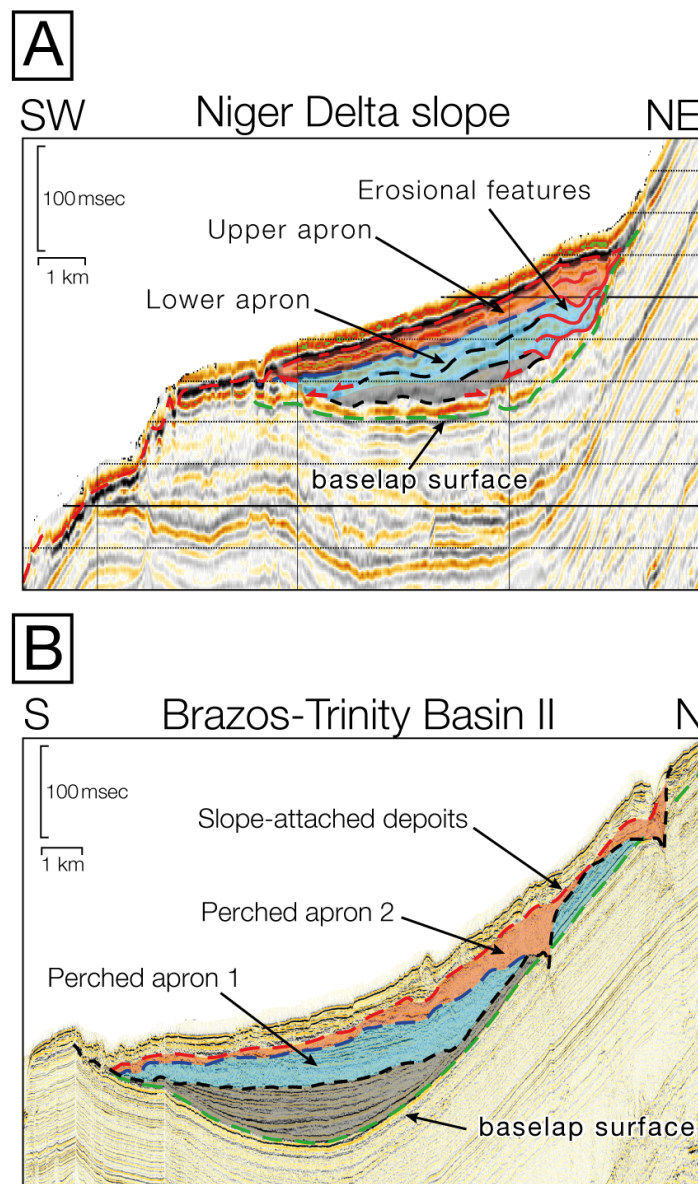 A
SW Niger Delta slope NE
100 msec
1 km
Erosional features
Upper apron
Lower apron
baselap surface
B
S Brazos-Trinity Basin II N
100 msec
1 km
Slope-attached depoits
Perched apron 2
Perched apron 1
baselap surface